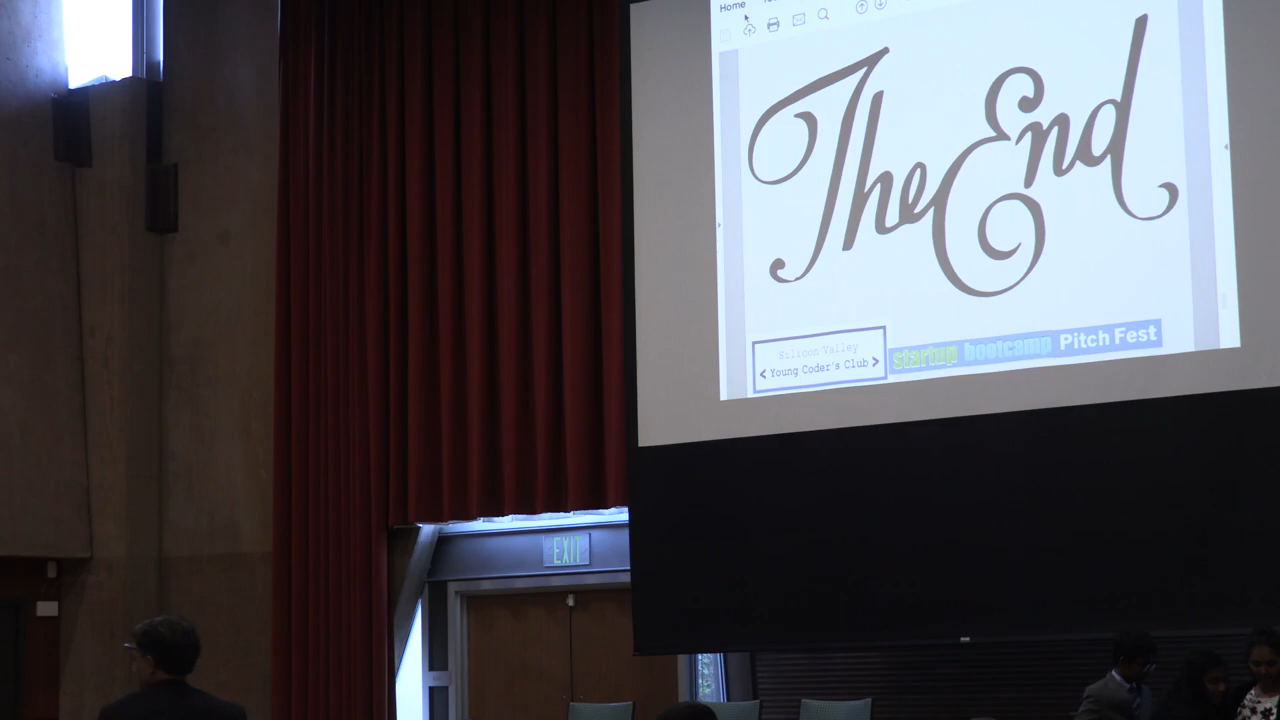 Home
The End
Silicon Valley
< Young Coder's Club >
startup bootcamp Pitch Fest
EXIT